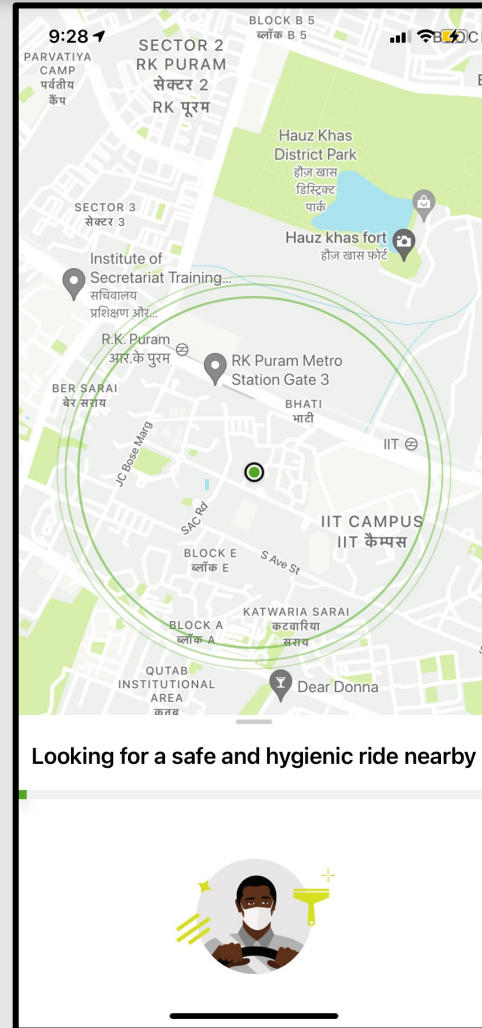 BLOCK B 5
ब्लॉक B 5
9:28
SECTOR 2
RK PURAM
सेक्टर 2
RK पूरम
PARVATIYA
CAMP
पर्वतीय
कैंप
Hauz Khas
District Park
हौज़ खास
डिस्ट्रिक्ट
पार्क
SECTOR 3
सेक्टर 3
Hauz khas fort
हौज़ खास फ़ोर्ट
Institute of
Secretariat Training...
सचिवालय
प्रशिक्षण और...
R.K. Puram
आर.के पुरम
RK Puram Metro
Station Gate 3
BER SARAI
बेर सराय
BHATI
भाटी
IIT
JC Bose Marg
SAC Rd
IIT CAMPUS
IIT कैम्पस
BLOCK E
ब्लॉक E
S Ave St
KATWARIA SARAI
कटवारिया
सराय
BLOCK A
ब्लॉक A
QUTAB
INSTITUTIONAL
AREA
कुतब
Dear Donna
Looking for a safe and hygienic ride nearby